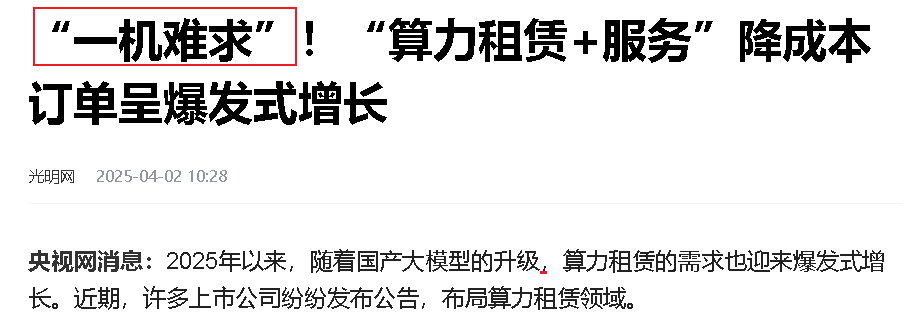 “一机难求”！“算力租赁+服务”降成本
订单呈爆发式增长
光明网 2025-04-02 10:28
央视网消息：2025年以来，随着国产大模型的升级，算力租赁的需求也迎来爆发式增
长。近期，许多上市公司纷纷发布公告，布局算力租赁领域。